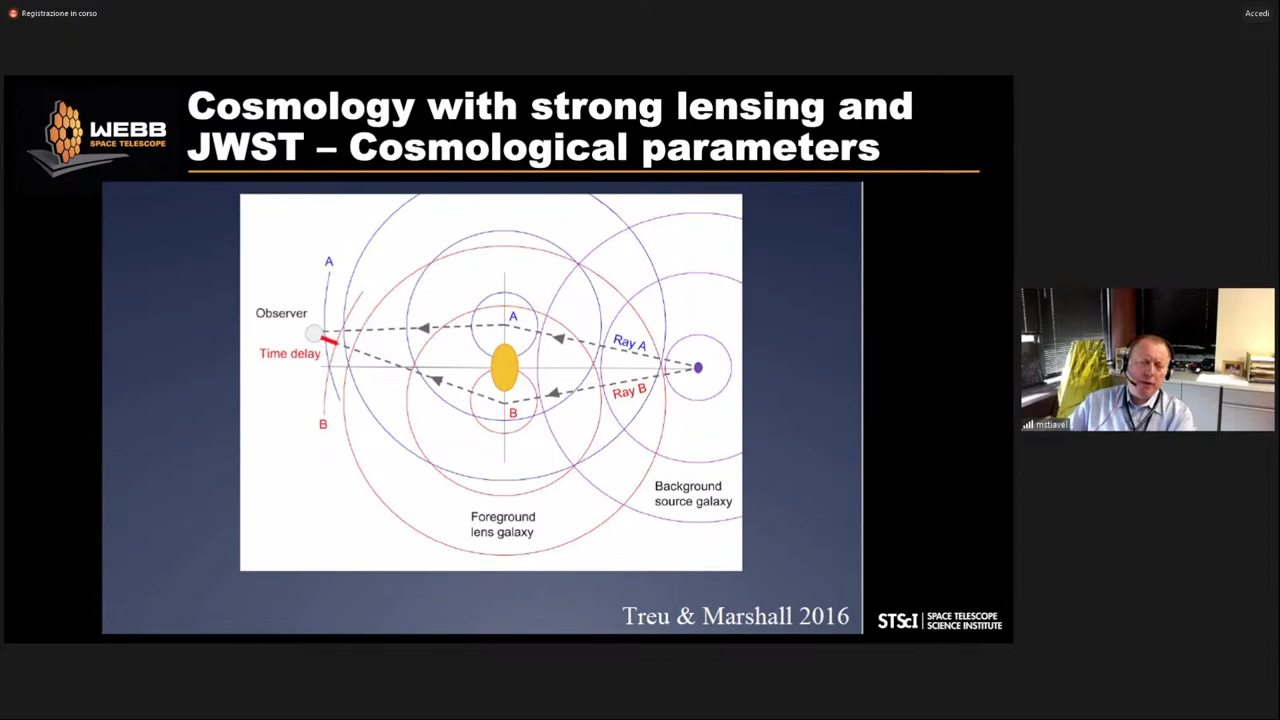 Registrazione in corso
Accedi
WEBB
SPACE TELESCOPE
Cosmology with strong lensing and
JWST – Cosmological parameters
A
Observer
Time delay
B
A
B
Ray A
Ray B
Background
source galaxy
Foreground
lens galaxy
Treu & Marshall 2016
STScI | SPACE TELESCOPE
SCIENCE INSTITUTE
mstiavel